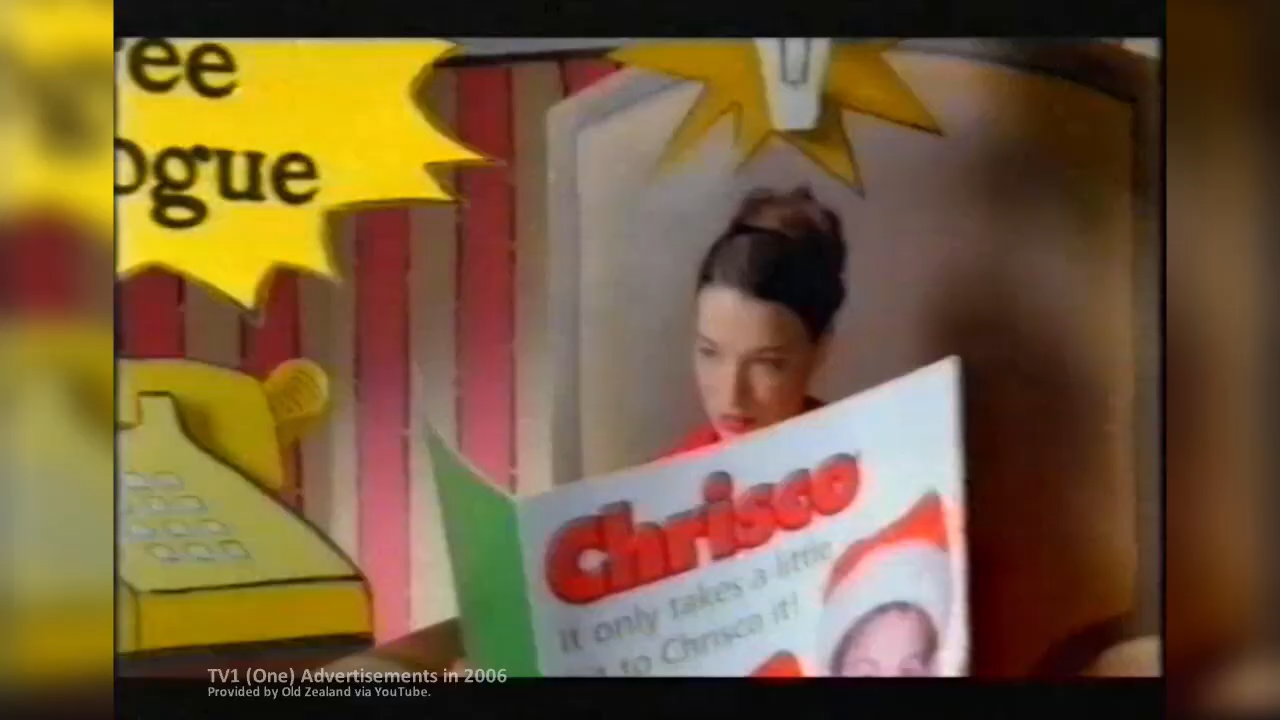 ee
ogue
Chrisco
It only takes a little
to Chrisco it!
TV1 (One) Advertisements in 2006
Provided by Old Zealand via YouTube.